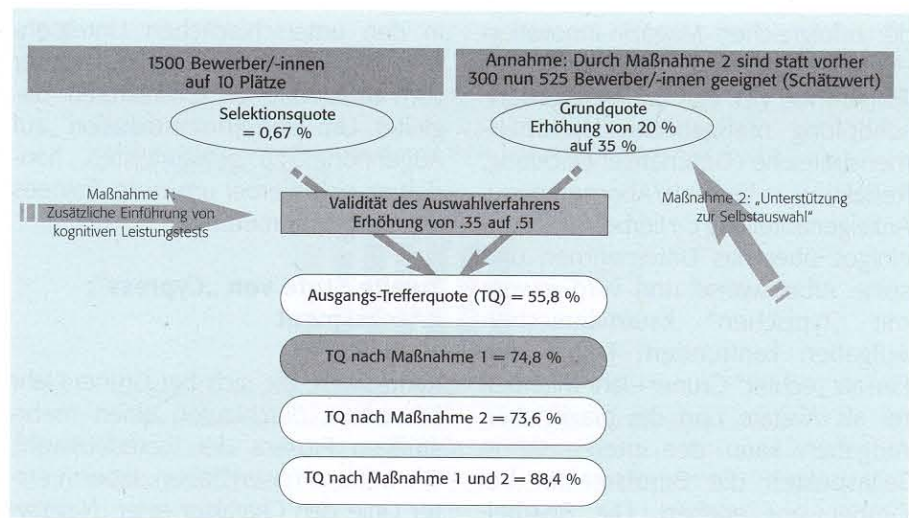 1500 Bewerber/-innen
auf 10 Plätze
Annahme: Durch Maßnahme 2 sind statt vorher
300 nun 525 Bewerber/-innen geeignet (Schätzwert)
Selektionsquote
= 0,67 %
Grundquote
Erhöhung von 20 %
auf 35 %
Maßnahme 1:
Zusätzliche Einführung von
kognitiven Leistungstests
Validität des Auswahlverfahrens
Erhöhung von .35 auf .51
Maßnahme 2: „Unterstützung
zur Selbstauswahl“
Ausgangs-Trefferquote (TQ) = 55,8 %
TQ nach Maßnahme 1 = 74,8 %
TQ nach Maßnahme 2 = 73,6 %
TQ nach Maßnahme 1 und 2 = 88,4 %